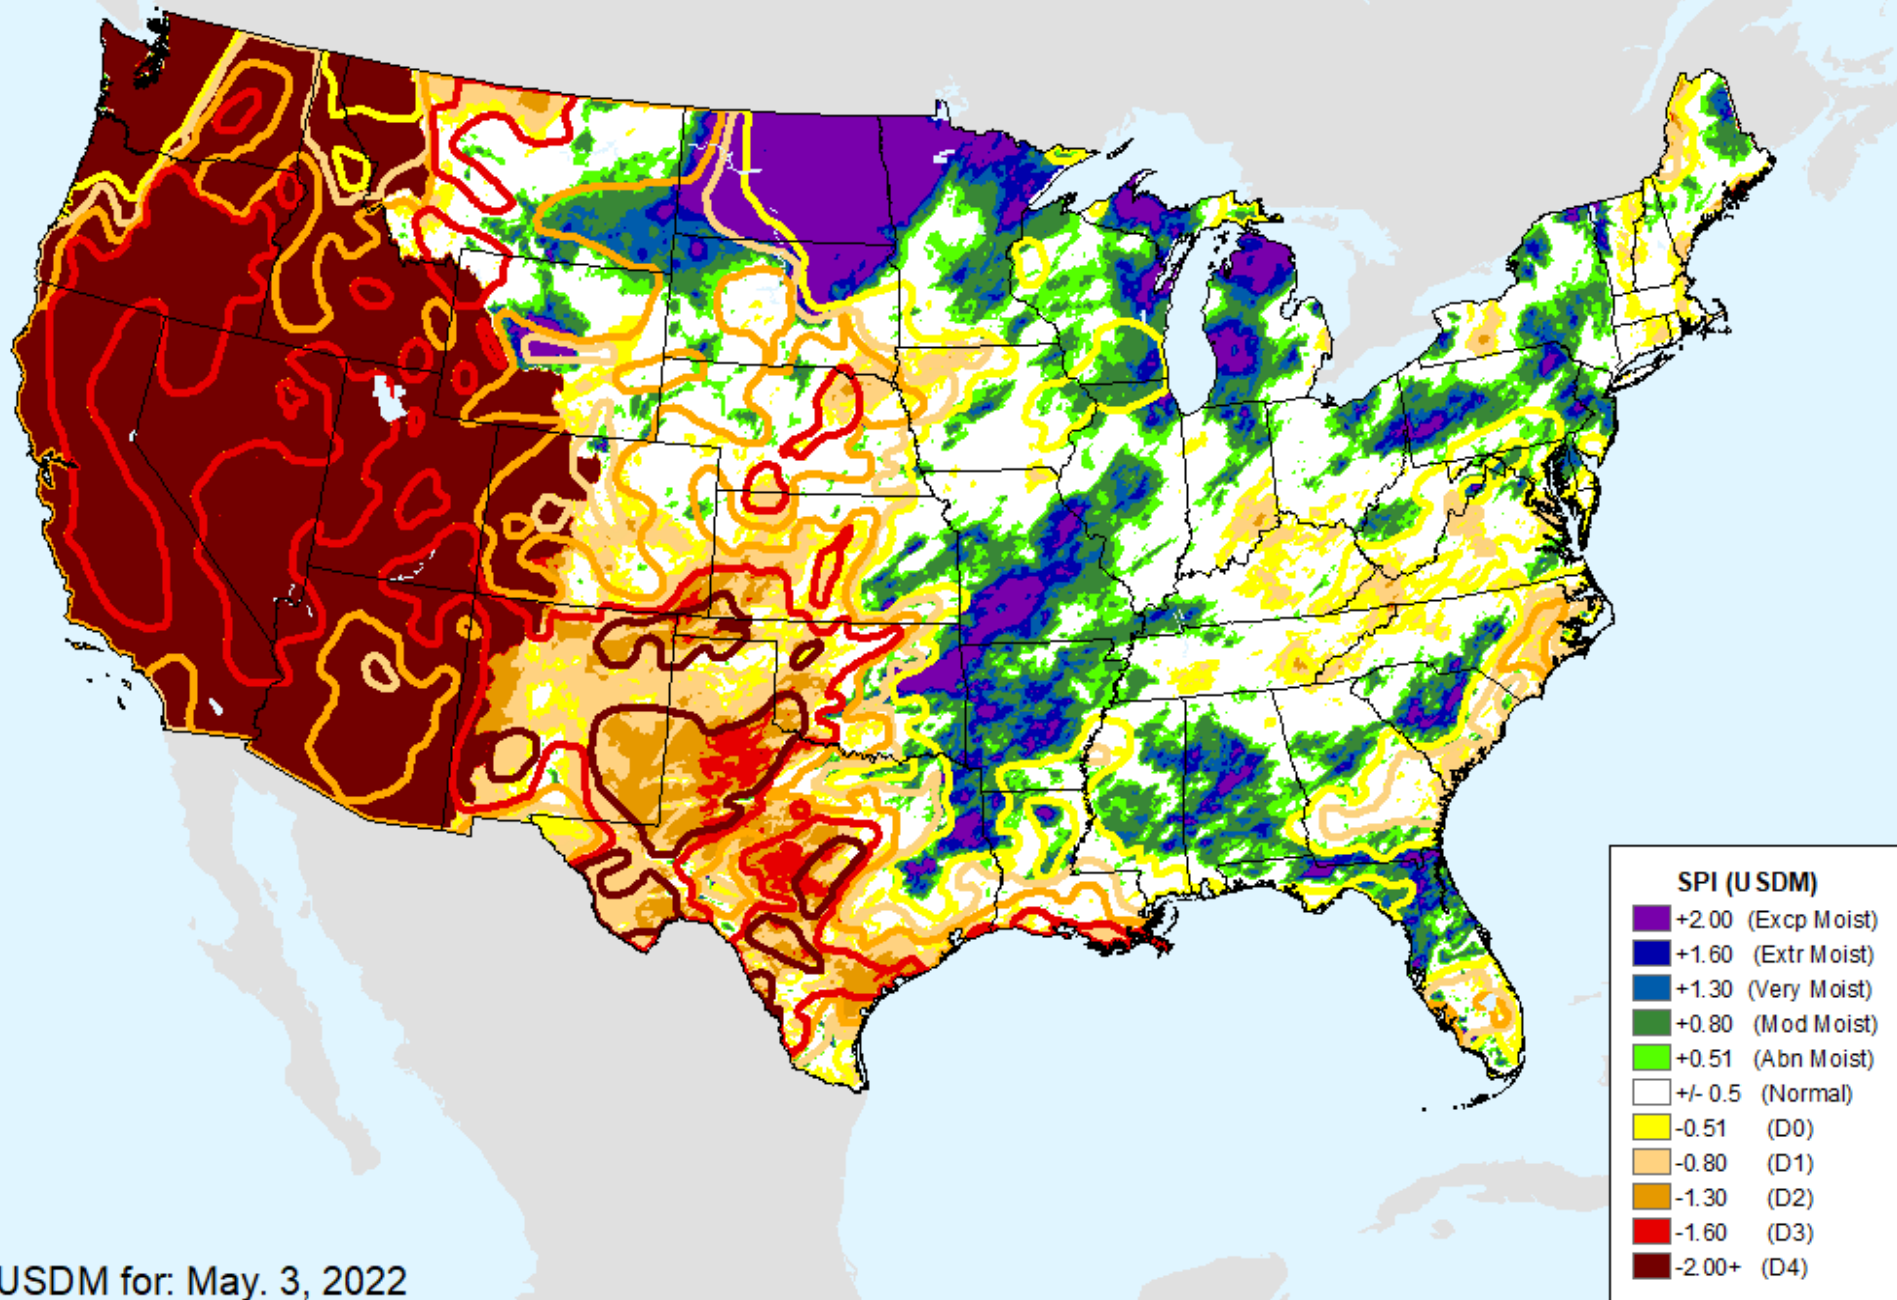 SPI (USDM)
+2.00 (Excp Moist)
+1.60 (Extr Moist)
+1.30 (Very Moist)
+0.80 (Mod Moist)
+0.51 (Abn Moist)
+/- 0.5 (Normal)
-0.51 (D0)
-0.80 (D1)
-1.30 (D2)
-1.60 (D3)
-2.00+ (D4)
USDM for: May. 3, 2022